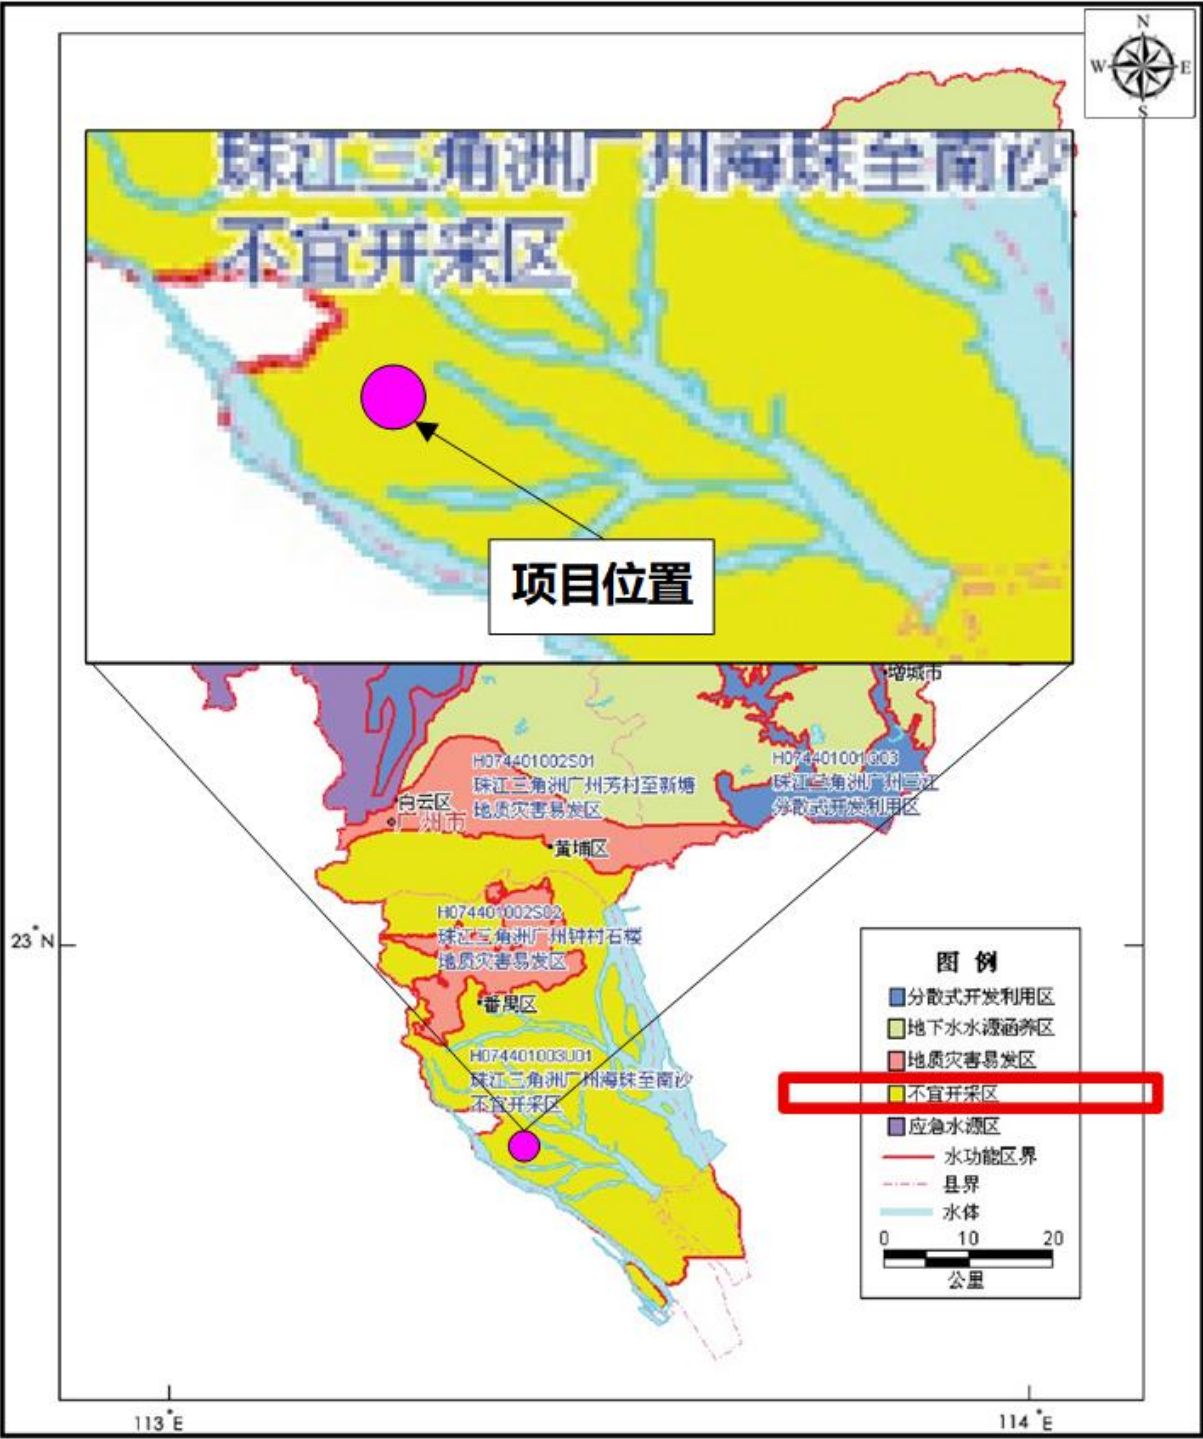 N
W
E
S
珠江三角洲广州海珠至南沙
不宜开采区
项目位置
增城市
H074401002S01
珠江三角洲广州芳村至新塘
地质灾害易发区
H074401001Q03
珠江三角洲广州三江
分散式开发利用区
白云区
广州市
黄埔区
H074401002S02
珠江三角洲广州钟村石楼
地质灾害易发区
番禺区
H074401003U01
珠江三角洲广州海珠至南沙
不宜开采区
23°N
图 例
分散式开发利用区
地下水水源涵养区
地质灾害易发区
不宜开采区
应急水源区
水功能区界
县界
水体
0 10 20
公里
113°E
114°E